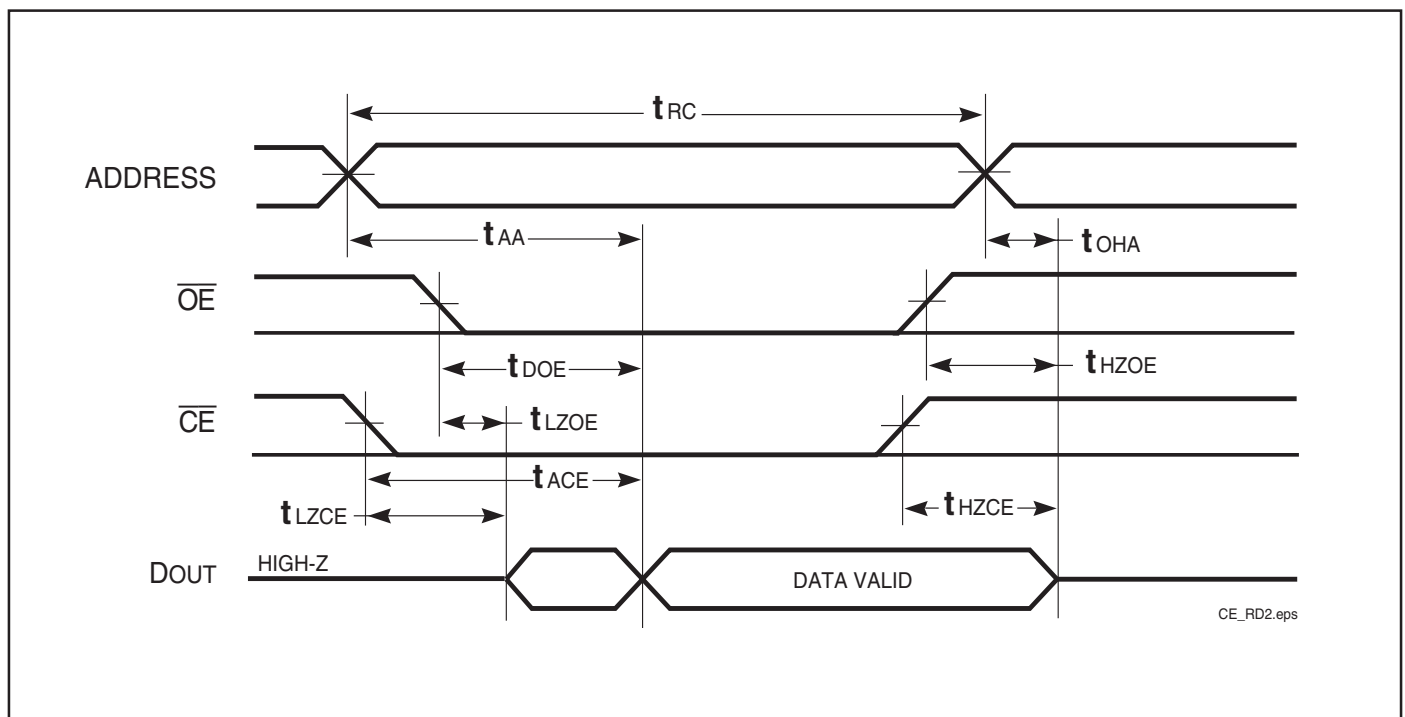 tRC
ADDRESS
tAA
tOHA
OE
tDOE
tHZOE
CE
tLZOE
tACE
tLZCE
tHZCE
DOUT
HIGH-Z
DATA VALID
CE_RD2.eps